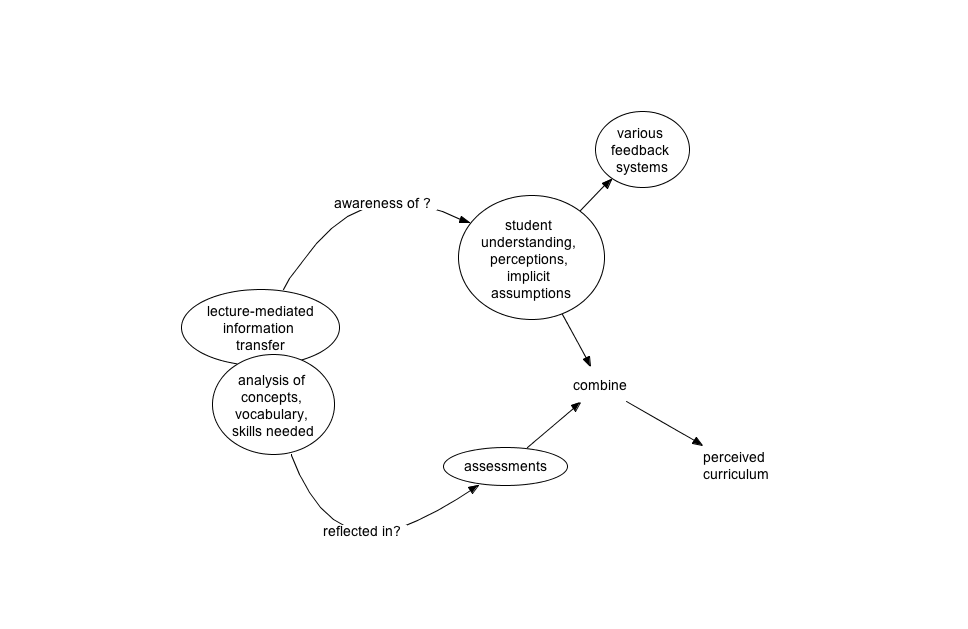 various
feedback
systems
awareness of ?
student
understanding,
perceptions,
implicit
assumptions
lecture-mediated
information
transfer
analysis of
concepts,
vocabulary,
skills needed
combine
assessments
perceived
curriculum
reflected in?